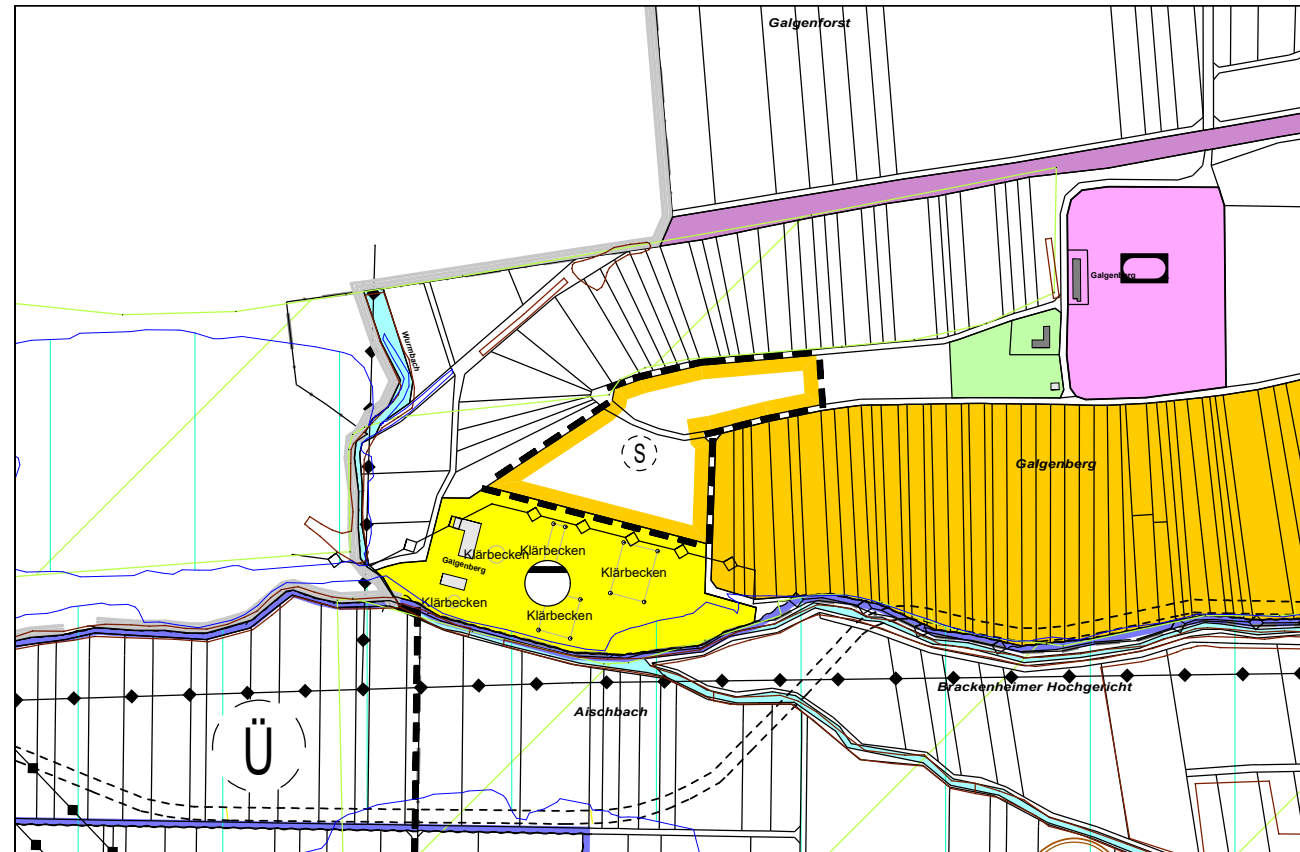 Galgenforst
Wurmbach
Galgenberg
S
Galgenberg
Klärbecken
Klärbecken
Galgenberg
Klärbecken
Klärbecken
Klärbecken
Brackenheimer Hochgericht
Aischbach
Ü